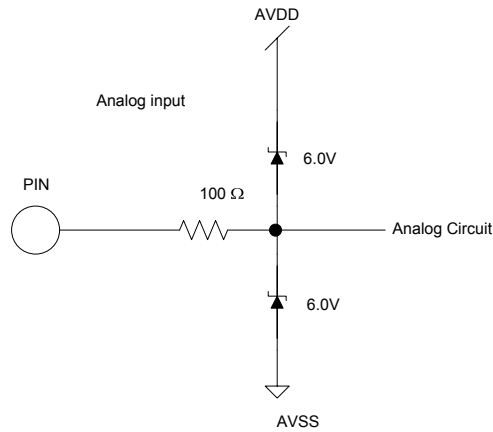 AVDD
Analog input
6.0V
PIN
100 Ω
Analog Circuit
6.0V
AVSS